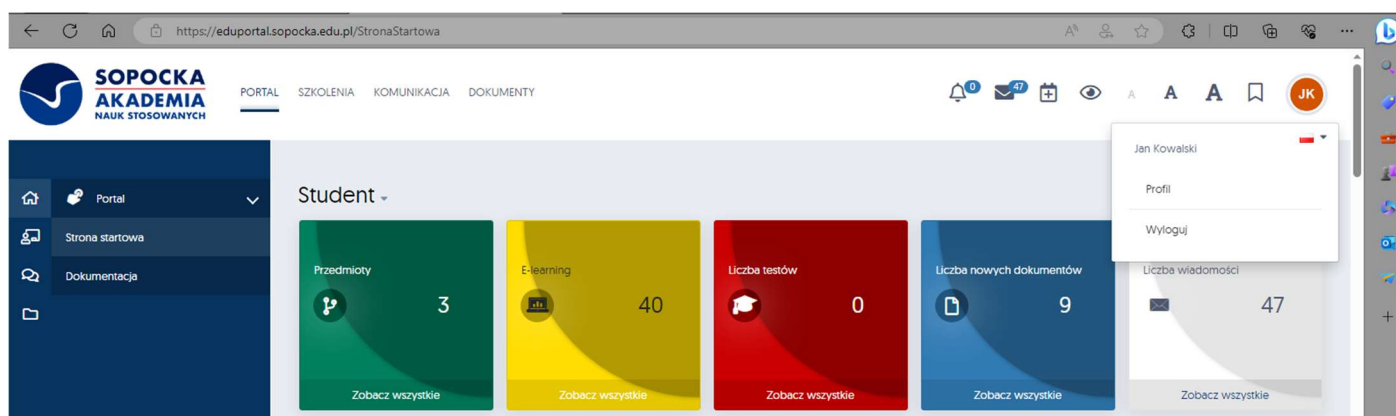 https://eduportal.sopocka.edu.pl/StronaStartowa
SOPOCKA
AKADEMIA
NAUK STOSOWANYCH
PORTAL SZKOLENIA KOMUNIKACJA DOKUMENTY
0 47 A A A JK
Jan Kowalski
Profil
Wyloguj
Portal
Strona startowa
Dokumentacja
Student
Przedmioty
3
Zobacz wszystkie
E-learning
40
Zobacz wszystkie
Liczba testów
0
Zobacz wszystkie
Liczba nowych dokumentów
9
Zobacz wszystkie
Liczba wiadomości
47
Zobacz wszystkie